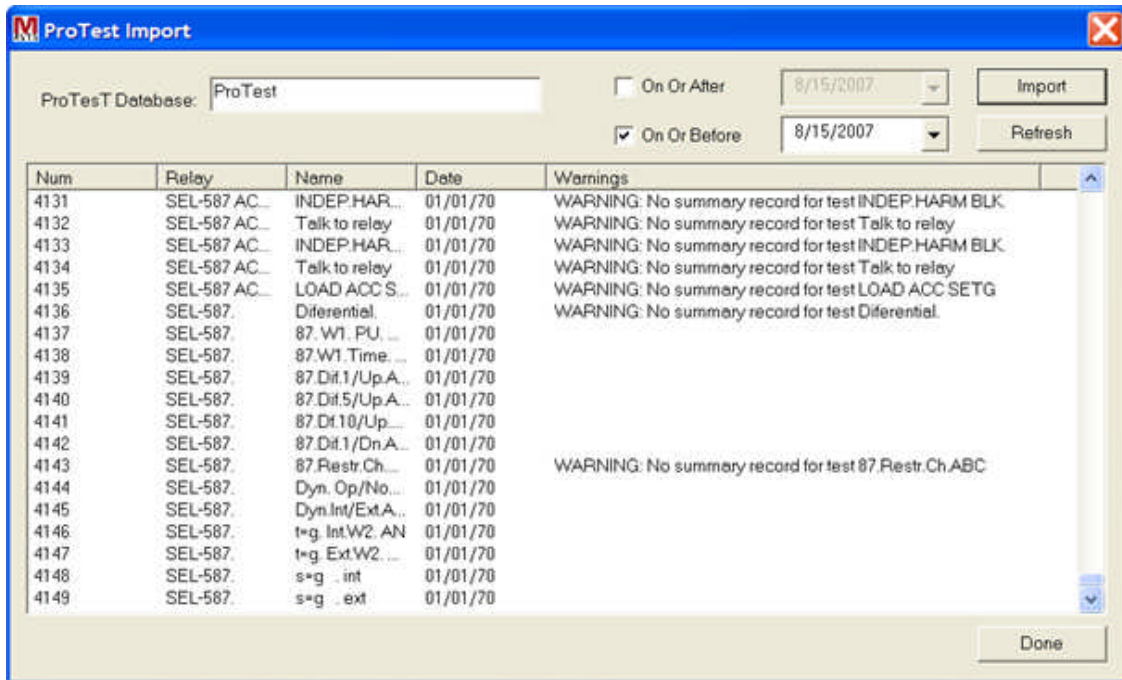 ProTest Import
ProTesT Database: ProTest On Or After 8/15/2007 Import
On Or Before 8/15/2007 Refresh
Num Relay Name Date Warnings
4131 SEL-587 AC... INDEP.HAR... 01/01/70 WARNING: No summary record for test INDEP.HARM BLK.
4132 SEL-587 AC... Talk to relay 01/01/70 WARNING: No summary record for test Talk to relay
4133 SEL-587 AC... INDEP.HAR... 01/01/70 WARNING: No summary record for test INDEP.HARM BLK.
4134 SEL-587 AC... Talk to relay 01/01/70 WARNING: No summary record for test Talk to relay
4135 SEL-587 AC... LOAD ACC S... 01/01/70 WARNING: No summary record for test LOAD ACC SETG
4136 SEL-587. Diferential. 01/01/70 WARNING: No summary record for test Diferential.
4137 SEL-587. 87. W1. PU. ... 01/01/70
4138 SEL-587. 87.W1.Time. ... 01/01/70
4139 SEL-587. 87.Dif.1/Up.A... 01/01/70
4140 SEL-587. 87.Dif.5/Up.A... 01/01/70
4141 SEL-587. 87.Df.10/Up.... 01/01/70
4142 SEL-587. 87.Dif.1/Dn.A... 01/01/70
4143 SEL-587. 87.Restr.Ch.... 01/01/70 WARNING: No summary record for test 87.Restr.Ch.ABC
4144 SEL-587. Dyn. Op/No... 01/01/70
4145 SEL-587. Dyn.Int/Ext.A... 01/01/70
4146 SEL-587. t=g. Int.W2. AN 01/01/70
4147 SEL-587. t=g. Ext.W2. ... 01/01/70
4148 SEL-587. s=g . int 01/01/70
4149 SEL-587. s=g . ext 01/01/70
Done